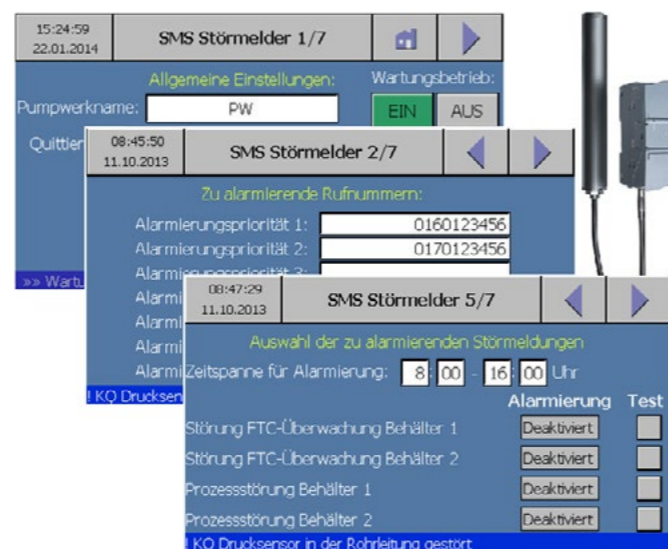 15:24:59
22.01.2014
SMS Störmelder 1/7
Allgemeine Einstellungen:
Wartungsbetrieb:
Pumpwerkname:
PW
EIN
AUS
08:45:50
11.10.2013
SMS Störmelder 2/7
Zu alarmierende Rufnummern:
Alarmierungspriorität 1:
0160123456
Alarmierungspriorität 2:
0170123456
08:47:29
11.10.2013
SMS Störmelder 5/7
Auswahl der zu alarmierenden Störmeldungen
Zeitspanne für Alarmierung: 8: 00 - 16: 00 Uhr
Alarmierung Test
Störung FTC-Überwachung Behälter 1 Deaktiviert
Störung FTC-Überwachung Behälter 2 Deaktiviert
Prozessstörung Behälter 1 Deaktiviert
Prozessstörung Behälter 2 Deaktiviert
! KO Drucksensor in der Rohrleitung gestört